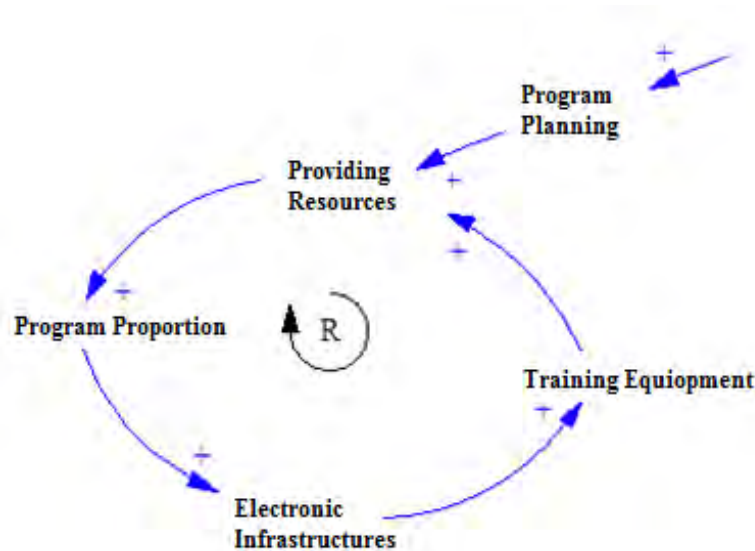 +
Program
Planning
Providing
Resources
+
+
+
Program Proportion
R
Training Equiopment
+
+
Electronic
Infrastructures